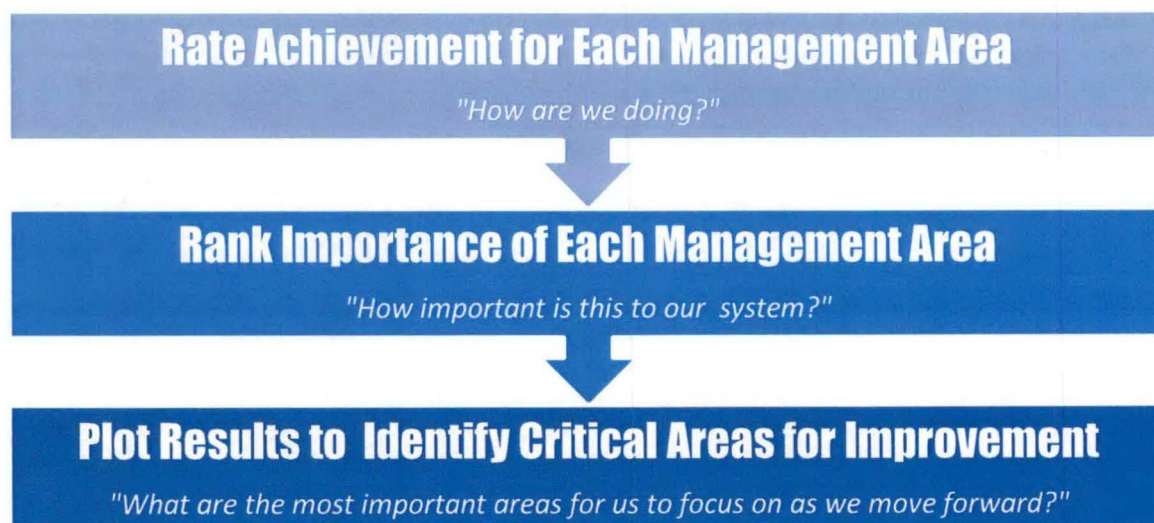 Rate Achievement for Each Management Area
"How are we doing?"
Rank Importance of Each Management Area
"How important is this to our system?"
Plot Results to Identify Critical Areas for Improvement
"What are the most important areas for us to focus on as we move forward?"